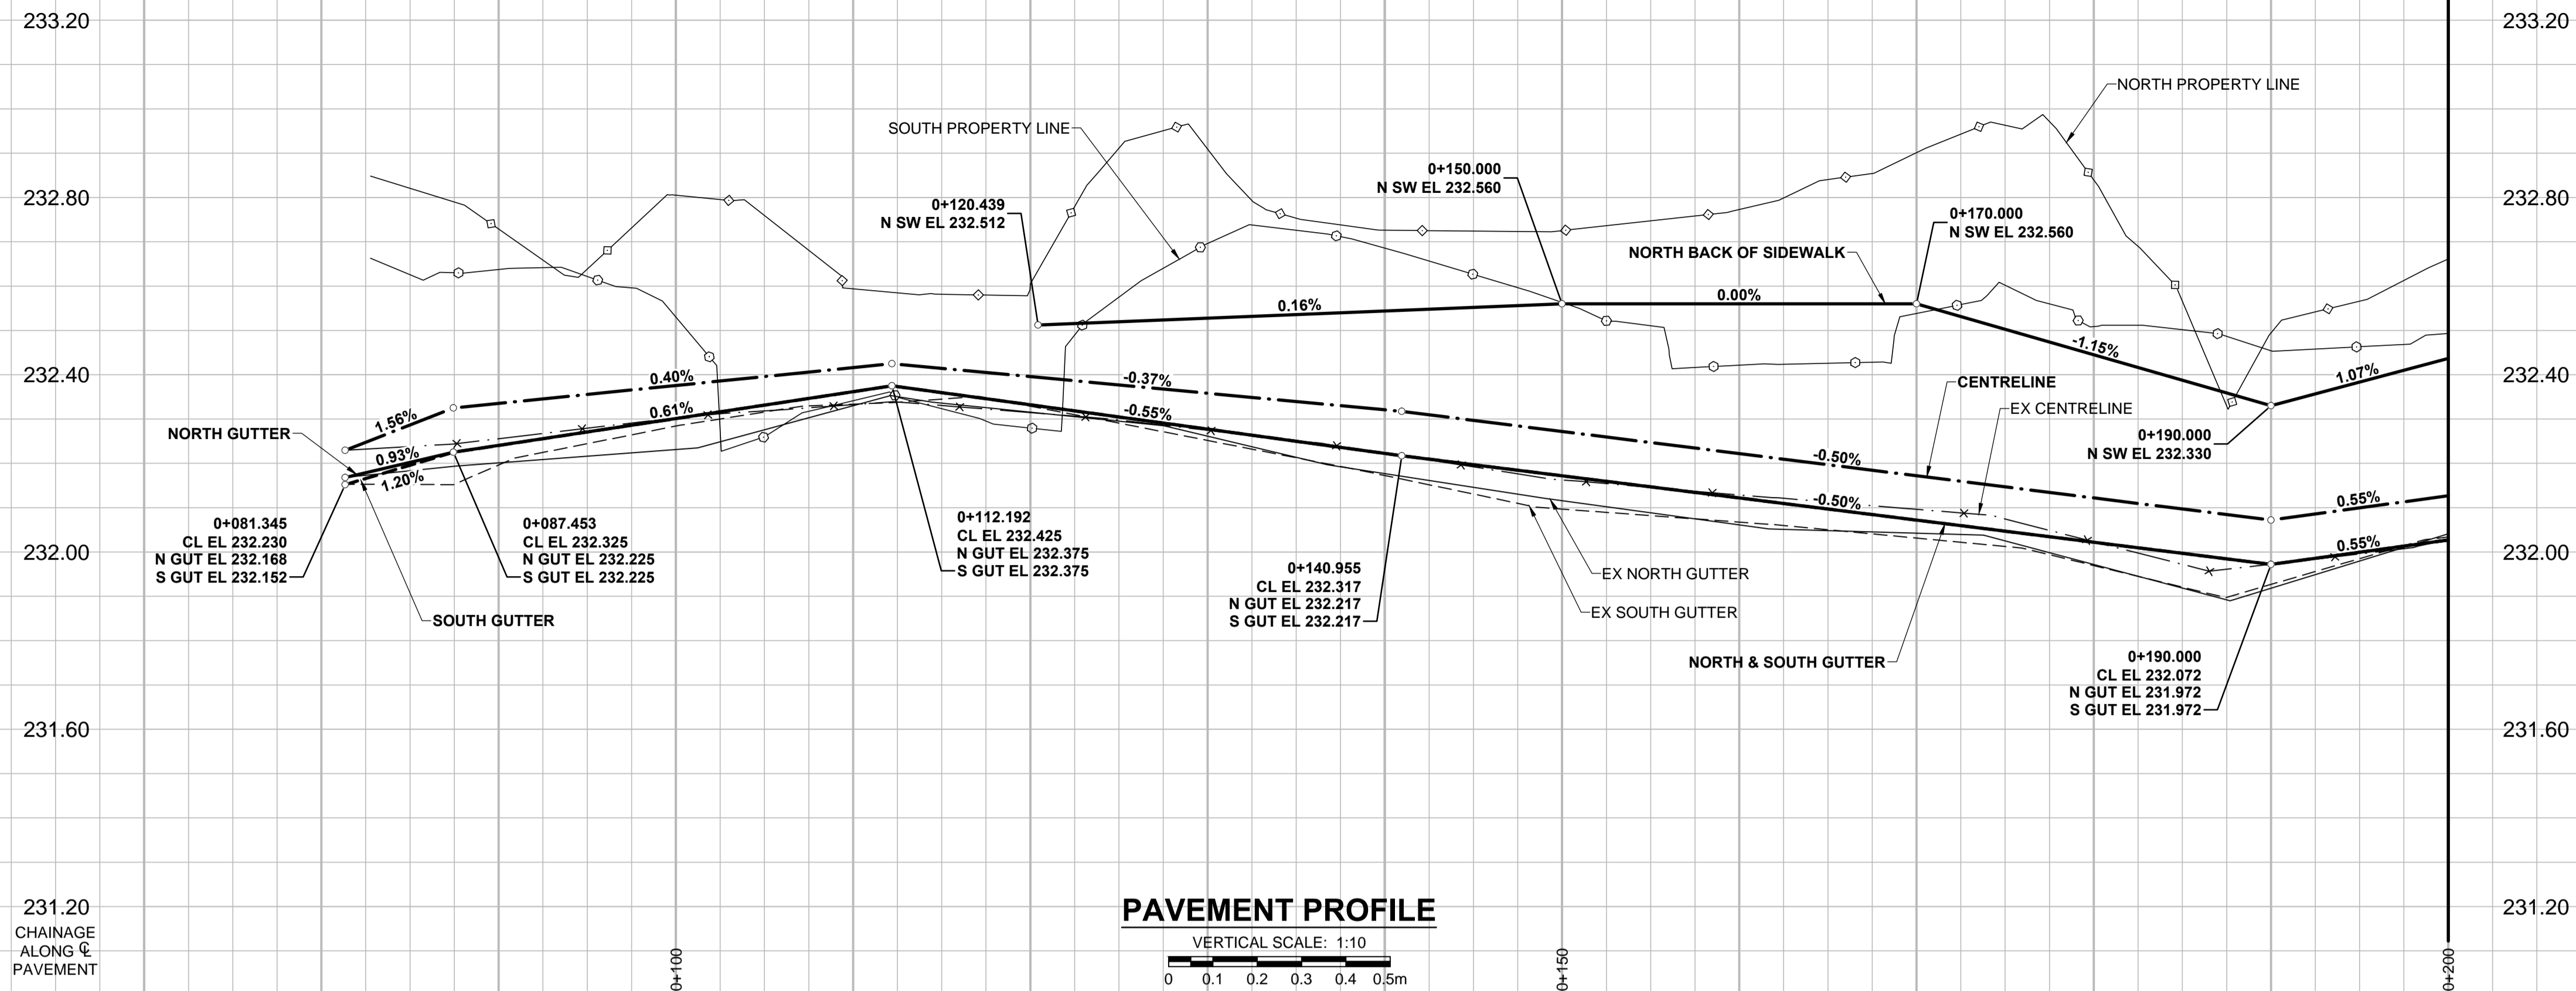 233.20
233.20
NORTH PROPERTY LINE
SOUTH PROPERTY LINE
0+150.000
N SW EL 232.560
232.80
232.80
0+120.439
N SW EL 232.512
0+170.000
N SW EL 232.560
NORTH BACK OF SIDEWALK
0.16%
0.00%
-1.15%
232.40
232.40
0.40%
-0.37%
1.07%
CENTRELINE
EX CENTRELINE
1.56%
0.61%
-0.55%
NORTH GUTTER
0+190.000
N SW EL 232.330
0.93%
-0.50%
1.20%
-0.50%
0.55%
0+081.345
CL EL 232.230
N GUT EL 232.168
S GUT EL 232.152
0+087.453
CL EL 232.325
N GUT EL 232.225
S GUT EL 232.225
0+112.192
CL EL 232.425
N GUT EL 232.375
S GUT EL 232.375
232.00
232.00
0.55%
0+140.955
CL EL 232.317
N GUT EL 232.217
S GUT EL 232.217
EX NORTH GUTTER
EX SOUTH GUTTER
SOUTH GUTTER
NORTH & SOUTH GUTTER
0+190.000
CL EL 232.072
N GUT EL 231.972
S GUT EL 231.972
231.60
231.60
231.20
231.20
PAVEMENT PROFILE
VERTICAL SCALE: 1:10
0 0.1 0.2 0.3 0.4 0.5m
CHAINAGE
ALONG ℄
PAVEMENT
0+100
0+150
0+200